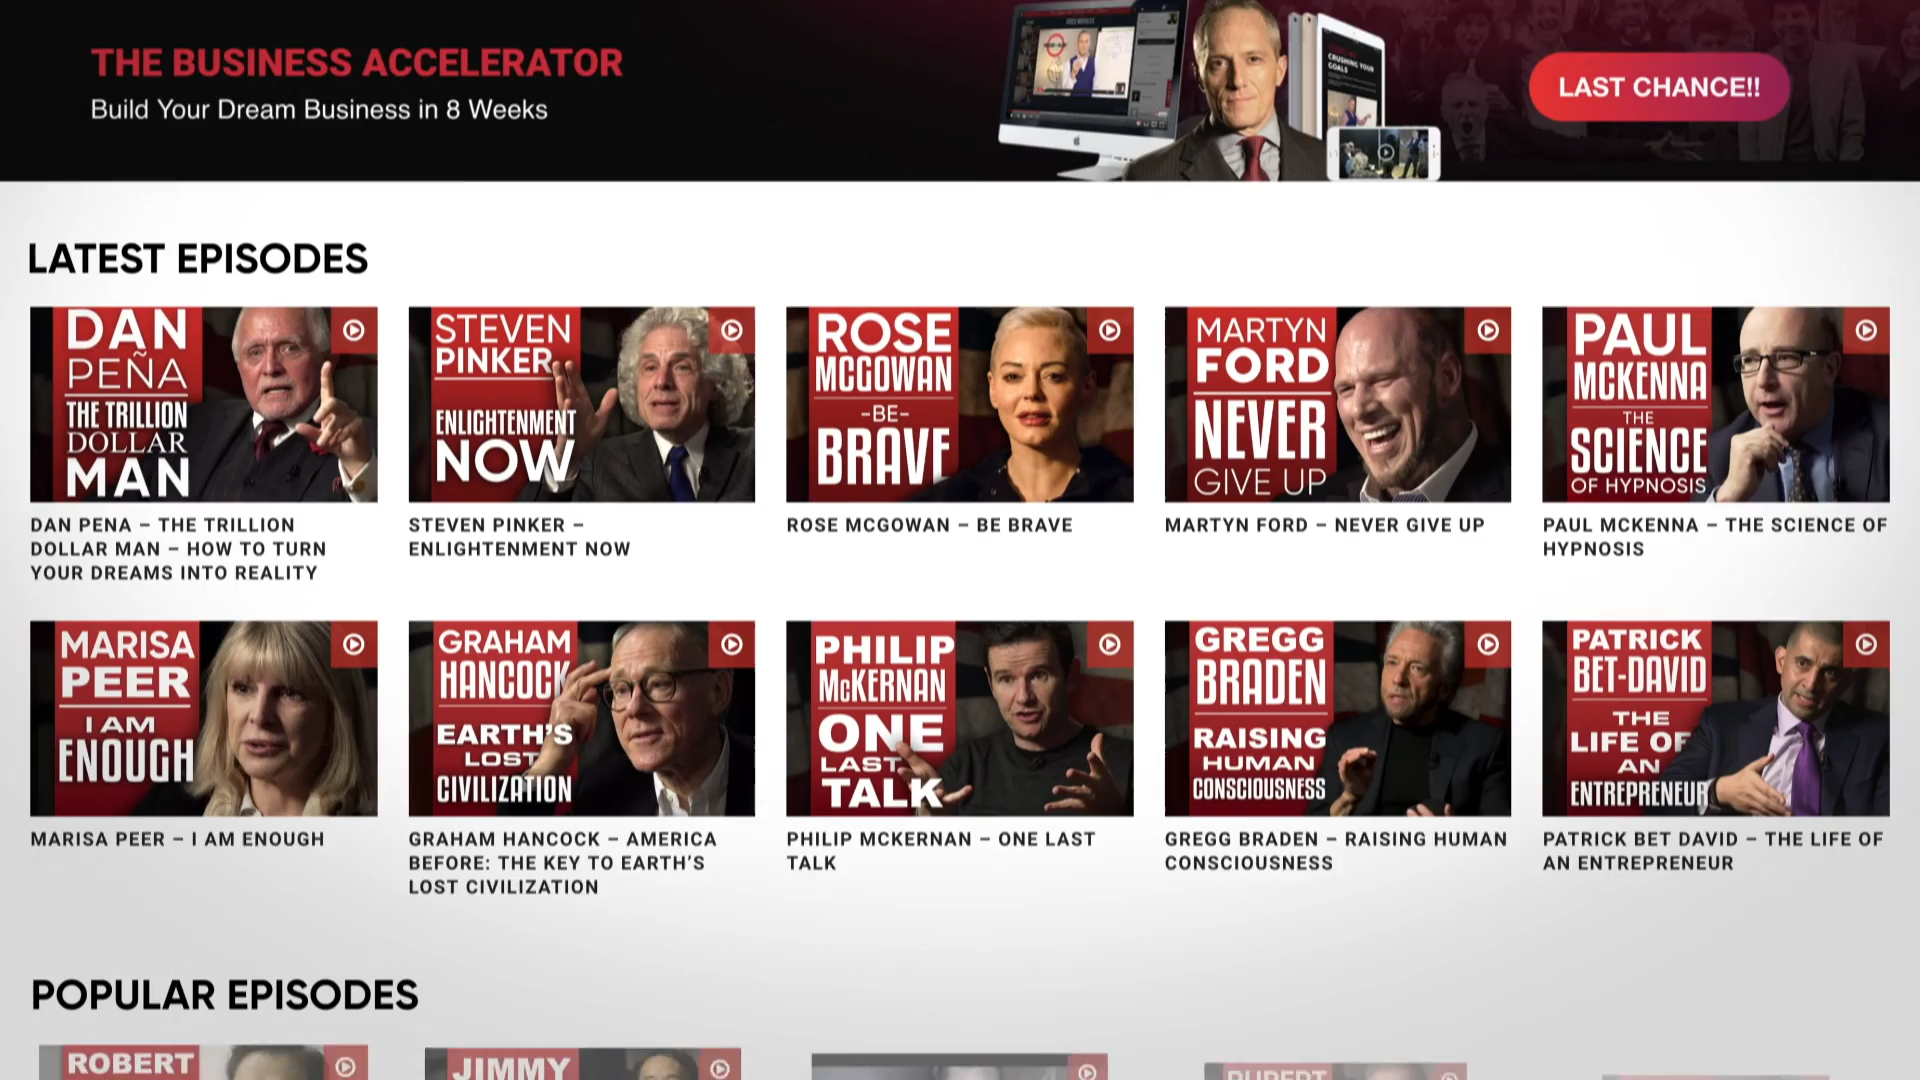 THE BUSINESS ACCELERATOR
Build Your Dream Business in 8 Weeks
CRUSHING YOUR
GOALS
LAST CHANCE!!
LATEST EPISODES
DAN
PEÑA
THE TRILLION
DOLLAR
MAN
STEVEN
PINKER
ENLIGHTENMENT
NOW
ROSE
MCGOWAN
-BE-
BRAVE
MARTYN
FORD
NEVER
GIVE UP
PAUL
MCKENNA
THE
SCIENCE
OF HYPNOSIS
DAN PENA – THE TRILLION
DOLLAR MAN – HOW TO TURN
YOUR DREAMS INTO REALITY
STEVEN PINKER –
ENLIGHTENMENT NOW
ROSE MCGOWAN – BE BRAVE
MARTYN FORD – NEVER GIVE UP
PAUL MCKENNA – THE SCIENCE OF
HYPNOSIS
MARISA
PEER
I AM
ENOUGH
GRAHAM
HANCOCK
EARTH'S
LOST
CIVILIZATION
PHILIP
McKERNAN
ONE
LAST
TALK
GREGG
BRADEN
RAISING
HUMAN
CONSCIOUSNESS
PATRICK
BET-DAVID
THE
LIFE OF
AN
ENTREPRENEUR
MARISA PEER – I AM ENOUGH
GRAHAM HANCOCK – AMERICA
BEFORE: THE KEY TO EARTH'S
LOST CIVILIZATION
PHILIP MCKERNAN – ONE LAST
TALK
GREGG BRADEN – RAISING HUMAN
CONSCIOUSNESS
PATRICK BET DAVID – THE LIFE OF
AN ENTREPRENEUR
POPULAR EPISODES
ROBERT
JIMMY
RUPERT